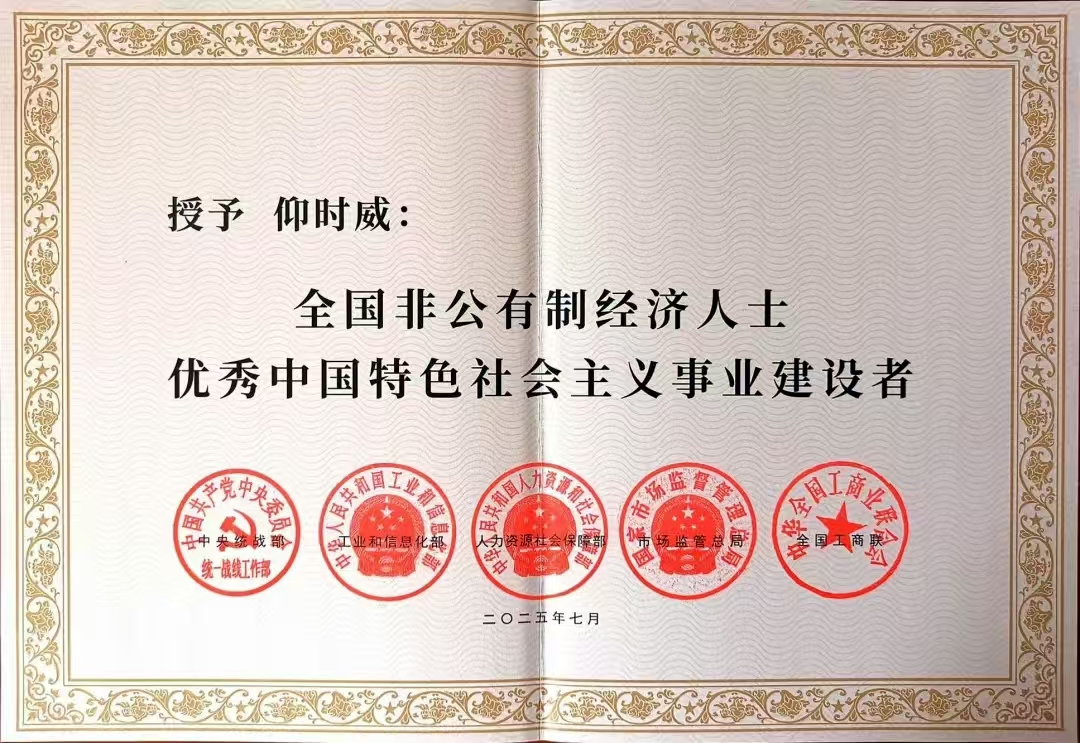 授予 仰时威：
全国非公有制经济人士
优秀中国特色社会主义事业建设者
中国共产党中央委员会
统一战线工作部
中央统战部
中华人民共和国工业和信息化部
工业和信息化部
中华人民共和国人力资源和社会保障部
人力资源社会保障部
国家市场监督管理总局
市场监管总局
中华全国工商业联合会
全国工商联
二〇二五年七月